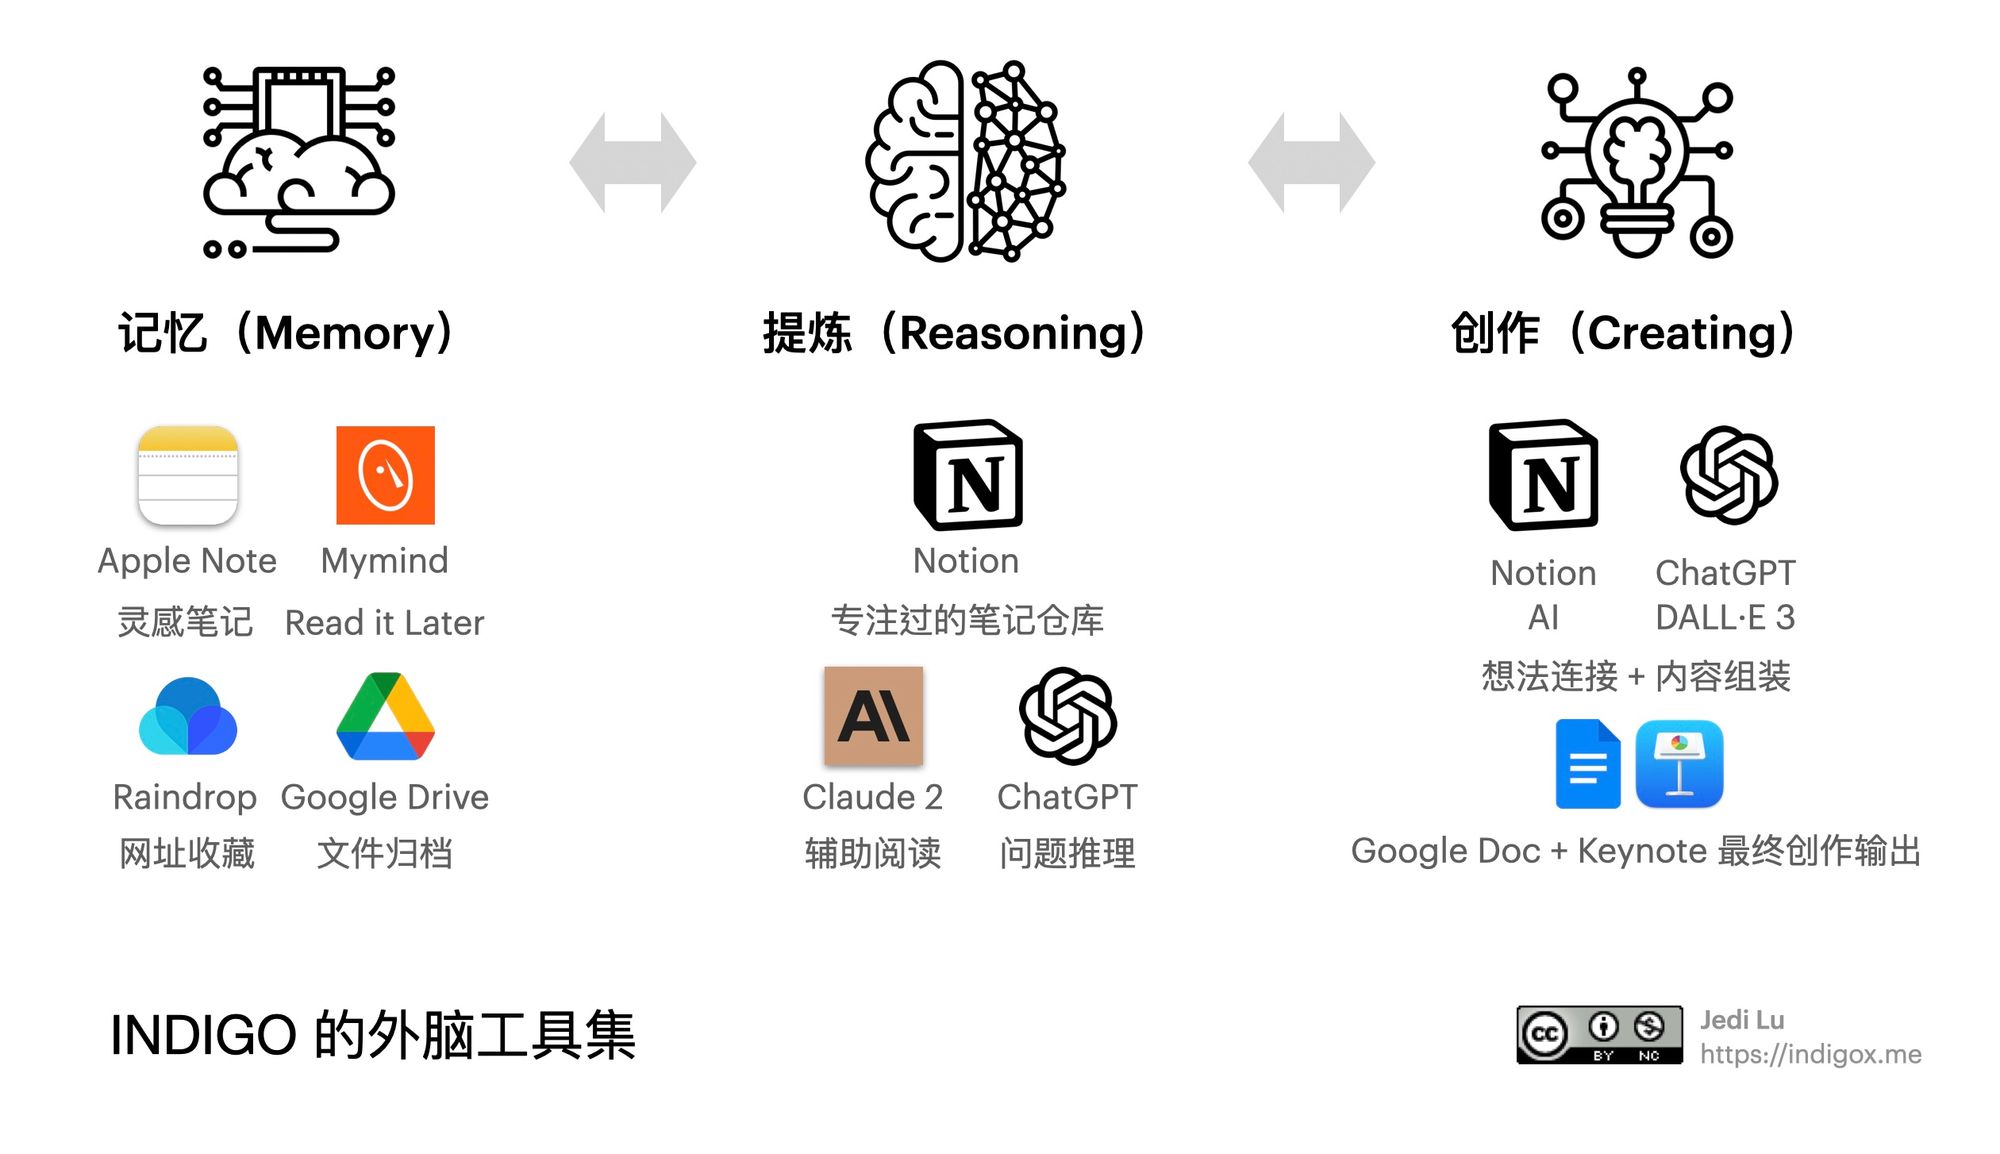 记忆（Memory）
提炼（Reasoning）
创作（Creating）
Apple Note
灵感笔记
Mymind
Read it Later
Raindrop
网址收藏
Google Drive
文件归档
N
Notion
专注过的笔记仓库
A\
Claude 2
辅助阅读
ChatGPT
问题推理
N
Notion
AI
ChatGPT
DALL·E 3
想法连接 + 内容组装
Google Doc + Keynote 最终创作输出
INDIGO 的外脑工具集
cc
BY NC
Jedi Lu
https://indigox.me